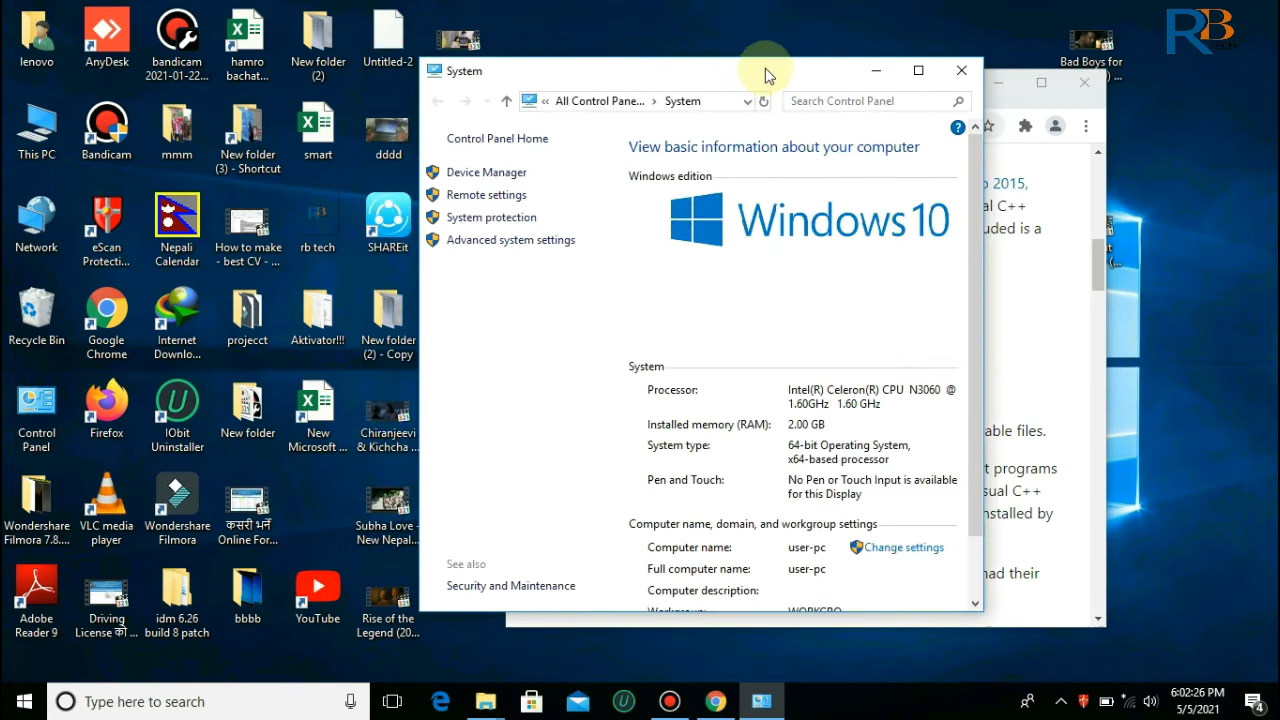 lenovo
AnyDesk
bandicam
2021-01-22...
hamro
bachat...
New folder
(2)
Untitled-2
Bad Boys for
RB
This PC
Bandicam
mmm
New folder
(3) - Shortcut
smart
dddd
Network
eScan
Protecti...
Nepali
Calendar
How to make
- best CV - ...
rb tech
SHAREit
Recycle Bin
Google
Chrome
Internet
Downlo...
projecct
Aktivator!!!
New folder
(2) - Copy
Control
Panel
Firefox
IObit
Uninstaller
New folder
New
Microsoft ...
Chiranjeevi
& Kichcha ...
Wondershare
Filmora 7.8....
VLC media
player
Wondershare
Filmora
कसरी भर्ने
Online For...
Subha Love -
New Nepal...
Adobe
Reader 9
Driving
License को ...
idm 6.26
build 8 patch
bbbb
YouTube
Rise of the
Legend (20...
System
« All Control Pane... › System
Search Control Panel
Control Panel Home
Device Manager
Remote settings
System protection
Advanced system settings
See also
Security and Maintenance
View basic information about your computer
Windows edition
Windows 10
System
Processor: Intel(R) Celeron(R) CPU N3060 @
1.60GHz 1.60 GHz
Installed memory (RAM): 2.00 GB
System type: 64-bit Operating System,
x64-based processor
Pen and Touch: No Pen or Touch Input is available
for this Display
Computer name, domain, and workgroup settings
Computer name: user-pc Change settings
Full computer name: user-pc
Computer description:
Workgroup: WORKGRO
2015,
C++
uded is a
able files.
programs
sual C++
nstalled by
had their
Type here to search
6:02:26 PM
5/5/2021
4